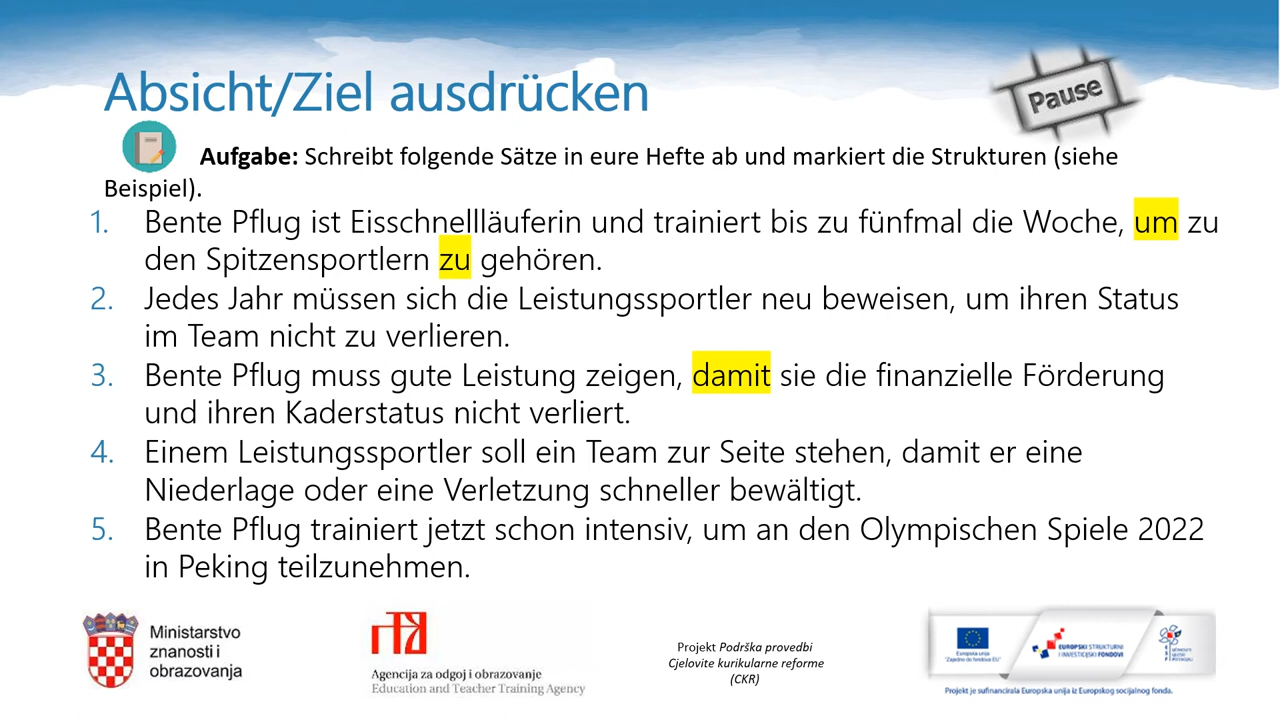 Absicht/Ziel ausdrücken
Pause
Aufgabe: Schreibt folgende Sätze in eure Hefte ab und markiert die Strukturen (siehe
Beispiel).
1. Bente Pflug ist Eisschnellläuferin und trainiert bis zu fünfmal die Woche, um zu
den Spitzensportlern zu gehören.
2. Jedes Jahr müssen sich die Leistungssportler neu beweisen, um ihren Status
im Team nicht zu verlieren.
3. Bente Pflug muss gute Leistung zeigen, damit sie die finanzielle Förderung
und ihren Kaderstatus nicht verliert.
4. Einem Leistungssportler soll ein Team zur Seite stehen, damit er eine
Niederlage oder eine Verletzung schneller bewältigt.
5. Bente Pflug trainiert jetzt schon intensiv, um an den Olympischen Spiele 2022
in Peking teilzunehmen.
Ministarstvo
znanosti i
obrazovanja
Agencija za odgoj i obrazovanje
Education and Teacher Training Agency
Projekt Podrška provedbi
Cjelovite kurikularne reforme
(CKR)
Europska unija
"Zajedno do fondova EU"
EUROPSKI STRUKTURNI
I INVESTICIJSKI FONDOVI
Projekt je sufinancirala Europska unija iz Europskog socijalnog fonda.